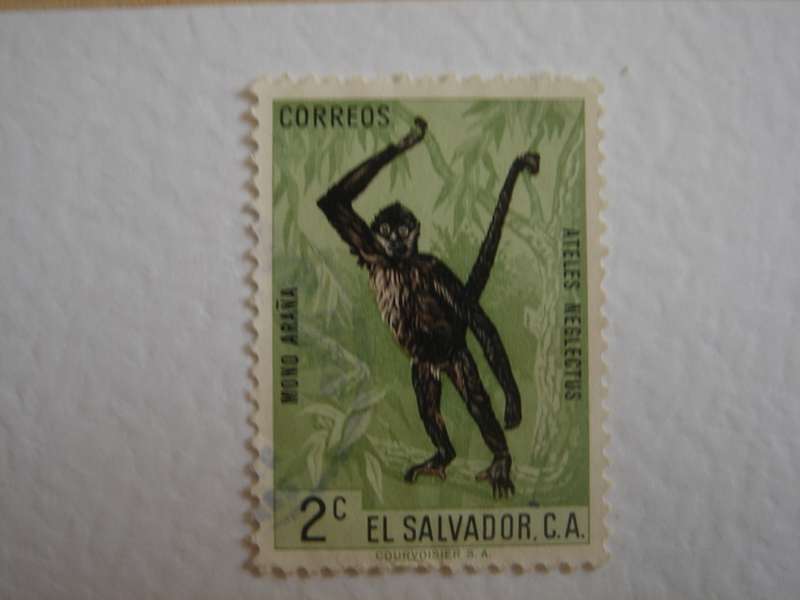 CORREOS
MONO ARAÑA
ATELES NEGLECTUS
2c
EL SALVADOR, C.A.
COURVOISIER S.A.